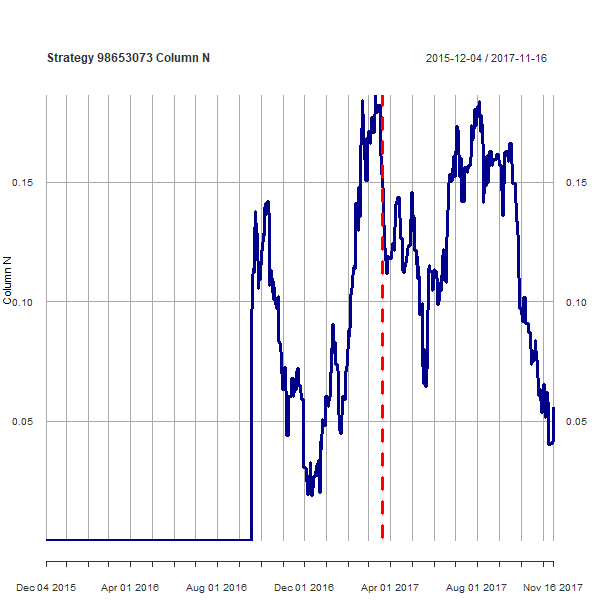 Strategy 98653073 Column N
2015-12-04 / 2017-11-16
Column N
0.15
0.15
0.10
0.10
0.05
0.05
Dec 04 2015
Apr 01 2016
Aug 01 2016
Dec 01 2016
Apr 01 2017
Aug 01 2017
Nov 16 2017